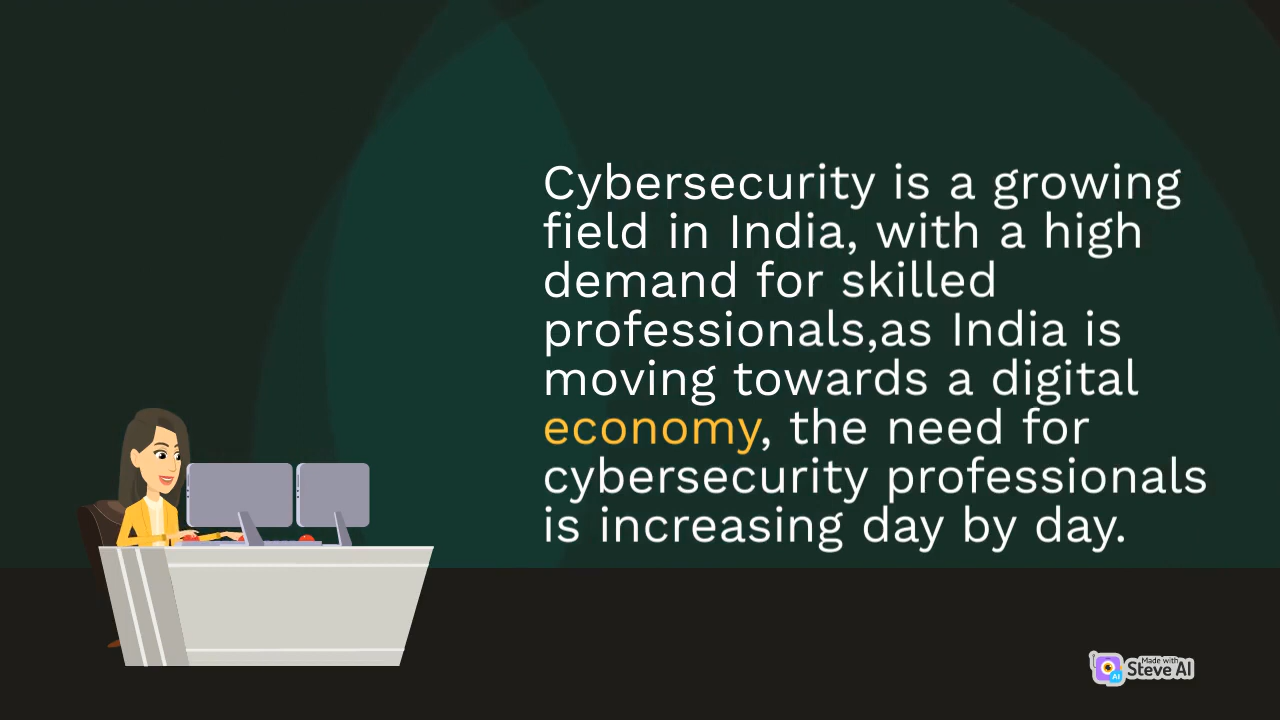 Cybersecurity is a growing
field in India, with a high
demand for skilled
professionals,as India is
moving towards a digital
economy, the need for
cybersecurity professionals
is increasing day by day.
Made with
Steve AI
AI